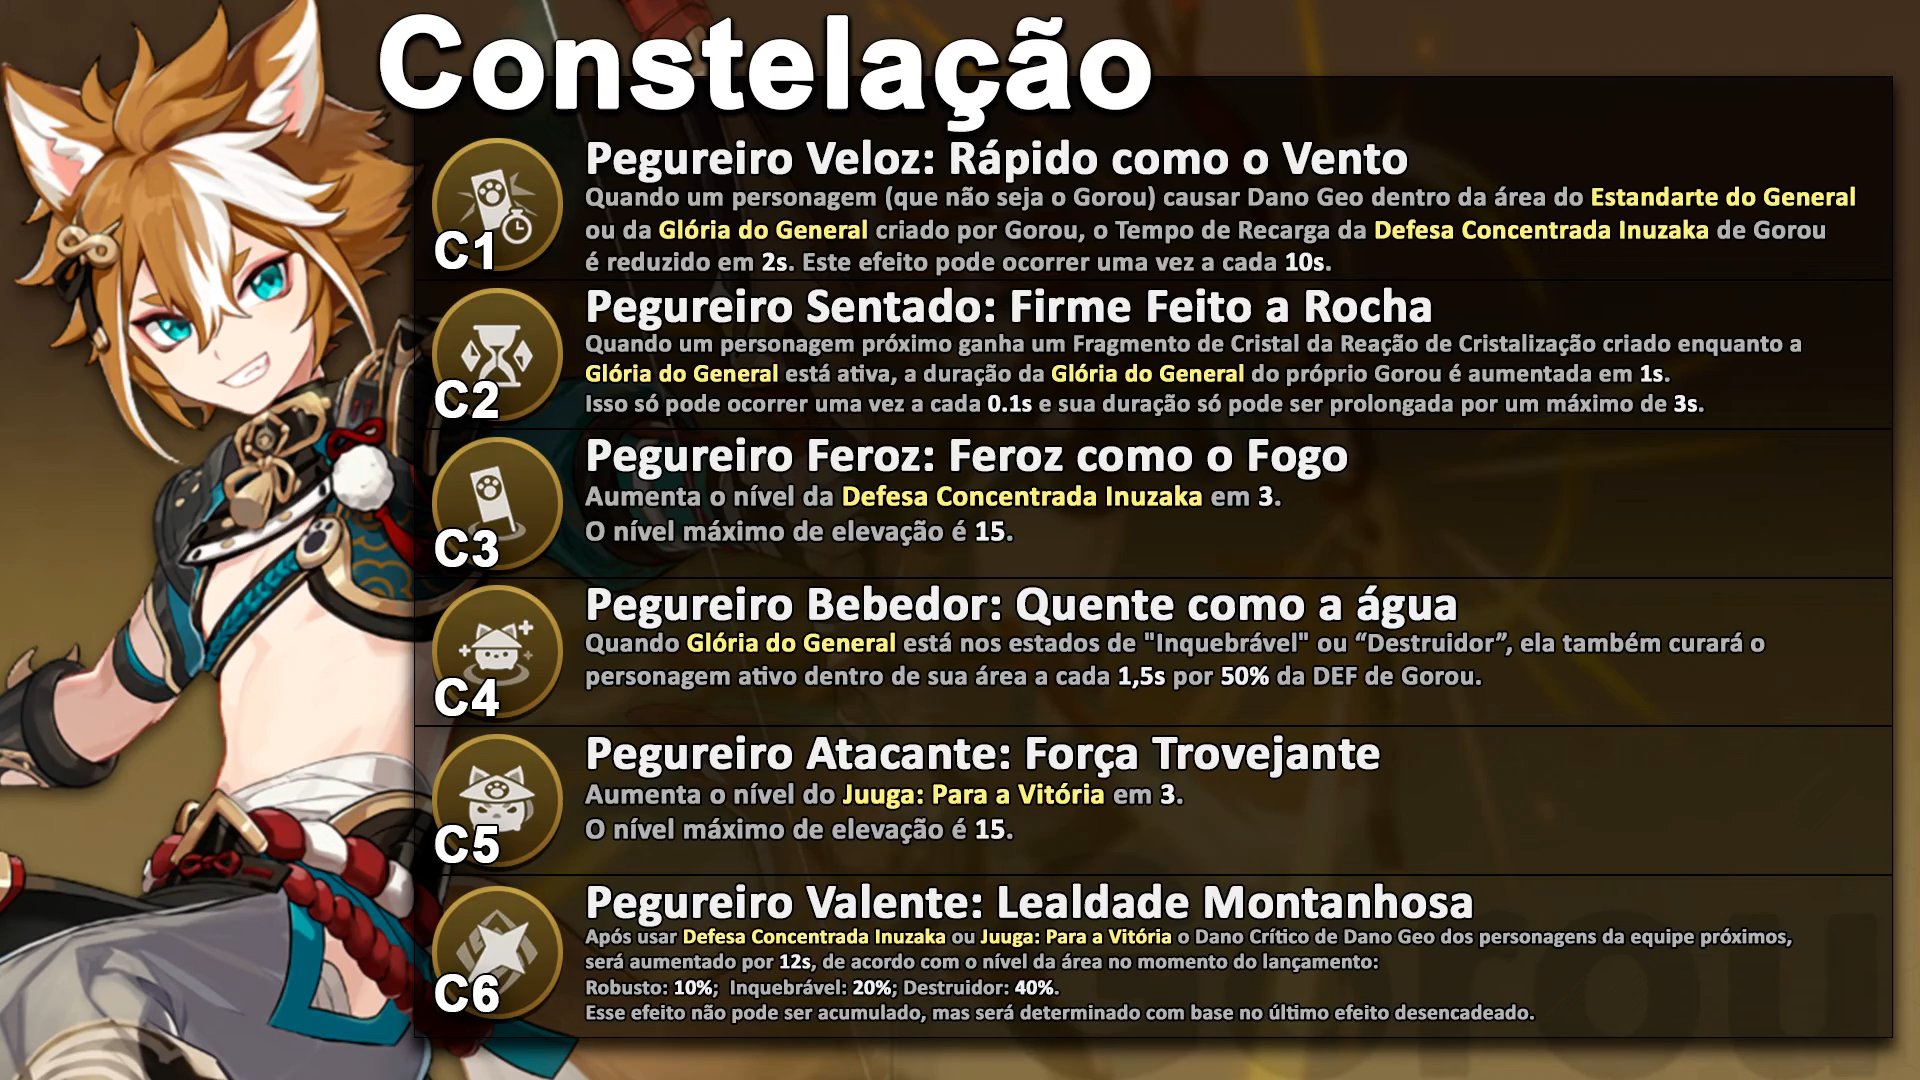 Constelação
C1
Pegureiro Veloz: Rápido como o Vento
Quando um personagem (que não seja o Gorou) causar Dano Geo dentro da área do Estandarte do General
ou da Glória do General criado por Gorou, o Tempo de Recarga da Defesa Concentrada Inuzaka de Gorou
é reduzido em 2s. Este efeito pode ocorrer uma vez a cada 10s.
C2
Pegureiro Sentado: Firme Feito a Rocha
Quando um personagem próximo ganha um Fragmento de Cristal da Reação de Cristalização criado enquanto a
Glória do General está ativa, a duração da Glória do General do próprio Gorou é aumentada em 1s.
Isso só pode ocorrer uma vez a cada 0.1s e sua duração só pode ser prolongada por um máximo de 3s.
C3
Pegureiro Feroz: Feroz como o Fogo
Aumenta o nível da Defesa Concentrada Inuzaka em 3.
O nível máximo de elevação é 15.
C4
Pegureiro Bebedor: Quente como a água
Quando Glória do General está nos estados de "Inquebrável" ou “Destruidor”, ela também curará o
personagem ativo dentro de sua área a cada 1,5s por 50% da DEF de Gorou.
C5
Pegureiro Atacante: Força Trovejante
Aumenta o nível do Juuga: Para a Vitória em 3.
O nível máximo de elevação é 15.
C6
Pegureiro Valente: Lealdade Montanhosa
Após usar Defesa Concentrada Inuzaka ou Juuga: Para a Vitória o Dano Crítico de Dano Geo dos personagens da equipe próximos,
será aumentado por 12s, de acordo com o nível da área no momento do lançamento:
Robusto: 10%; Inquebrável: 20%; Destruidor: 40%.
Esse efeito não pode ser acumulado, mas será determinado com base no último efeito desencadeado.
Gorou